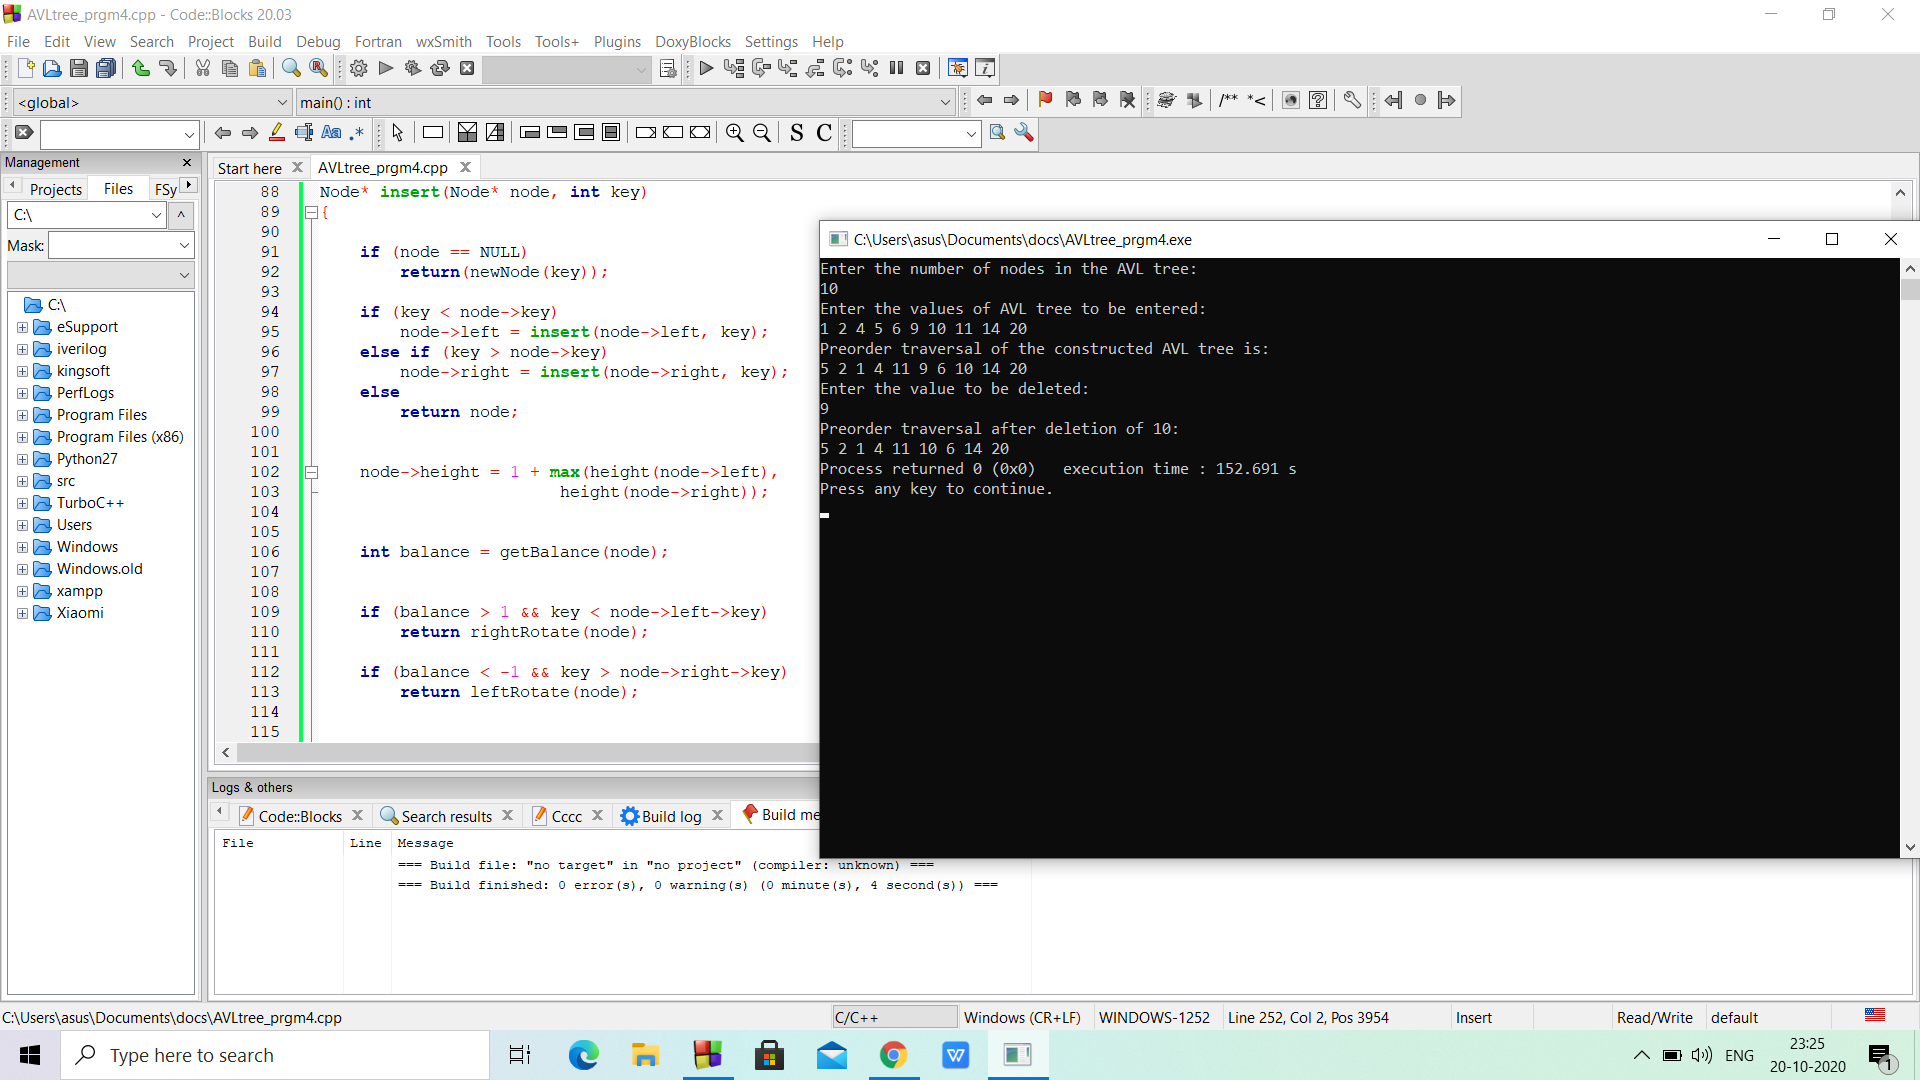 AVLtree_prgm4.cpp - Code::Blocks 20.03
File Edit View Search Project Build Debug Fortran wxSmith Tools Tools+ Plugins DoxyBlocks Settings Help
<global> main() : int
/** *<
Aa .* S C
Management
Projects Files FSy
C:\
Mask:
C:\
eSupport
iverilog
kingsoft
PerfLogs
Program Files
Program Files (x86)
Python27
src
TurboC++
Users
Windows
Windows.old
xampp
Xiaomi
Start here AVLtree_prgm4.cpp
88 Node* insert(Node* node, int key)
89 {
90
91 if (node == NULL)
92 return(newNode(key));
93
94 if (key < node->key)
95 node->left = insert(node->left, key);
96 else if (key > node->key)
97 node->right = insert(node->right, key);
98 else
99 return node;
100
101
102 node->height = 1 + max(height(node->left),
103 height(node->right));
104
105
106 int balance = getBalance(node);
107
108
109 if (balance > 1 && key < node->left->key)
110 return rightRotate(node);
111
112 if (balance < -1 && key > node->right->key)
113 return leftRotate(node);
114
115
C:\Users\asus\Documents\docs\AVLtree_prgm4.exe
Enter the number of nodes in the AVL tree:
10
Enter the values of AVL tree to be entered:
1 2 4 5 6 9 10 11 14 20
Preorder traversal of the constructed AVL tree is:
5 2 1 4 11 9 6 10 14 20
Enter the value to be deleted:
9
Preorder traversal after deletion of 10:
5 2 1 4 11 10 6 14 20
Process returned 0 (0x0) execution time : 152.691 s
Press any key to continue.
Logs & others
Code::Blocks Search results Cccc Build log Build me
File Line Message
=== Build file: "no target" in "no project" (compiler: unknown) ===
=== Build finished: 0 error(s), 0 warning(s) (0 minute(s), 4 second(s)) ===
C:\Users\asus\Documents\docs\AVLtree_prgm4.cpp C/C++ Windows (CR+LF) WINDOWS-1252 Line 252, Col 2, Pos 3954 Insert Read/Write default
Type here to search
ENG
23:25
20-10-2020
1